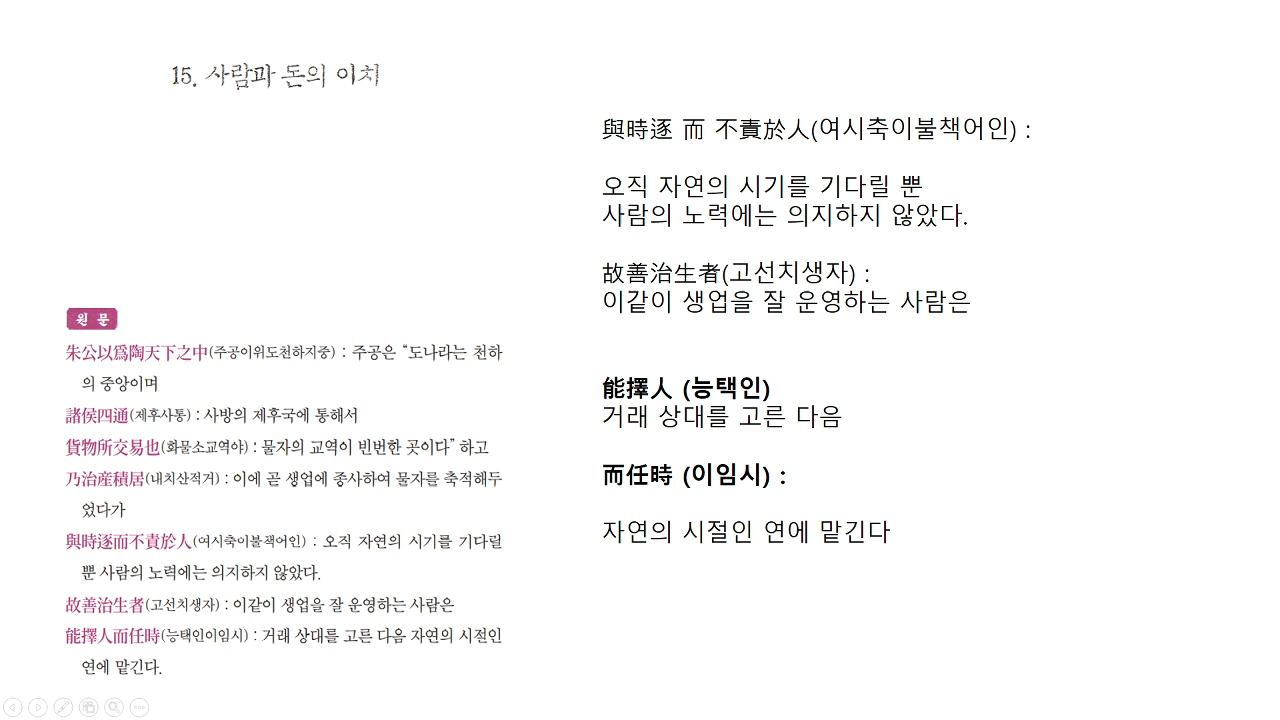 15. 사람과 돈의 이치
원문
朱公以爲陶天下之中(주공이위도천하지중) : 주공은 “도나라는 천하
의 중앙이며
諸侯四通(제후사통) : 사방의 제후국에 통해서
貨物所交易也(화물소교역야) : 물자의 교역이 빈번한 곳이다” 하고
乃治産積居(내치산적거) : 이에 곧 생업에 종사하여 물자를 축적해두
었다가
與時逐而不責於人(여시축이불책어인) : 오직 자연의 시기를 기다릴
뿐 사람의 노력에는 의지하지 않았다.
故善治生者(고선치생자) : 이같이 생업을 잘 운영하는 사람은
能擇人而任時(능택인이임시) : 거래 상대를 고른 다음 자연의 시절인
연에 맡긴다.
與時逐 而 不責於人(여시축이불책어인) :
오직 자연의 시기를 기다릴 뿐
사람의 노력에는 의지하지 않았다.
故善治生者(고선치생자) :
이같이 생업을 잘 운영하는 사람은
能擇人 (능택인)
거래 상대를 고른 다음
而任時 (이임시) :
자연의 시절인 연에 맡긴다